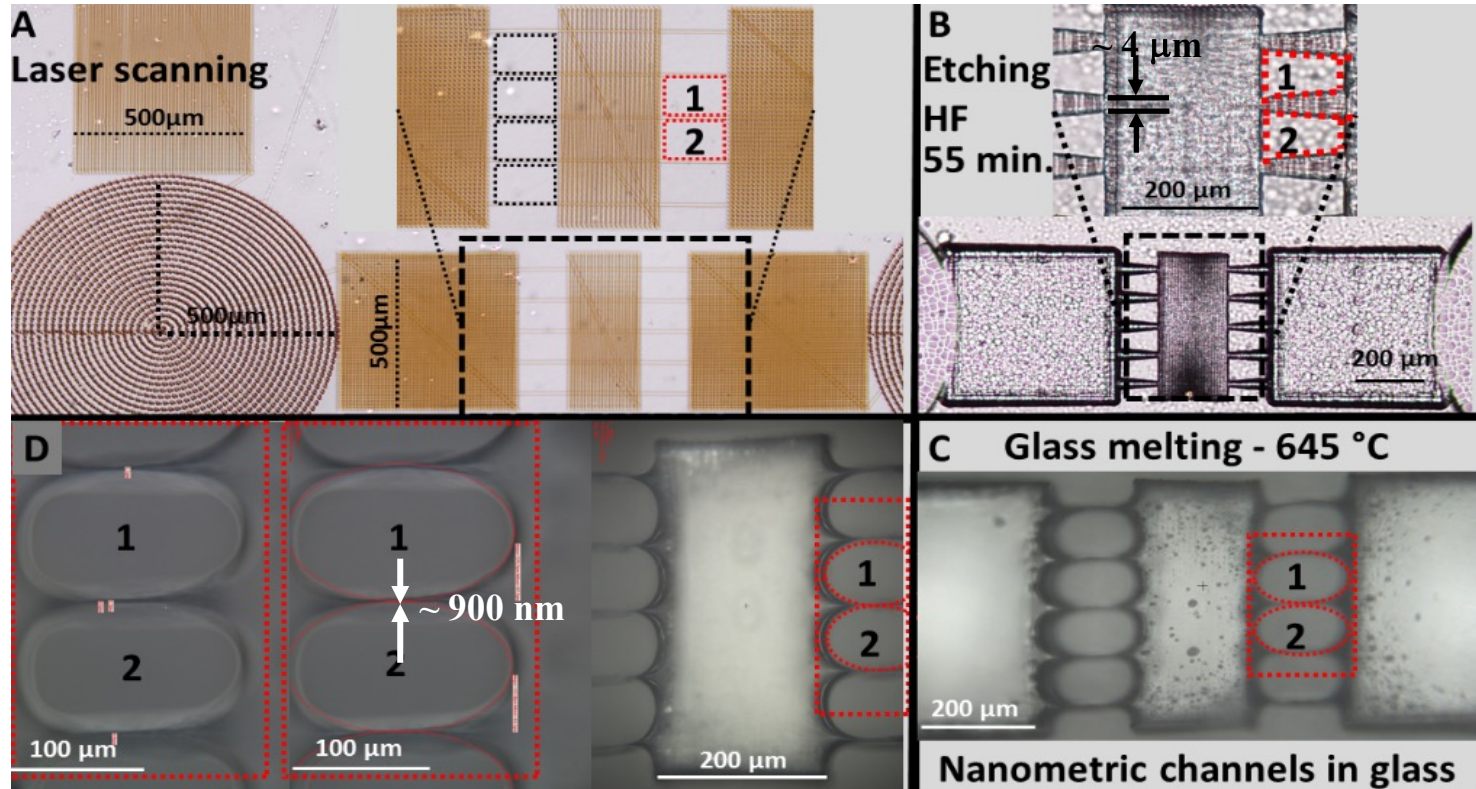 A
Laser scanning
500µm
500µm
500µm
1
2
B
Etching
HF
55 min.
~ 4 µm
200 µm
1
2
200 µm
D
1
2
100 µm
1
~ 900 nm
2
100 µm
1
2
200 µm
C
Glass melting - 645 °C
1
2
200 µm
Nanometric channels in glass